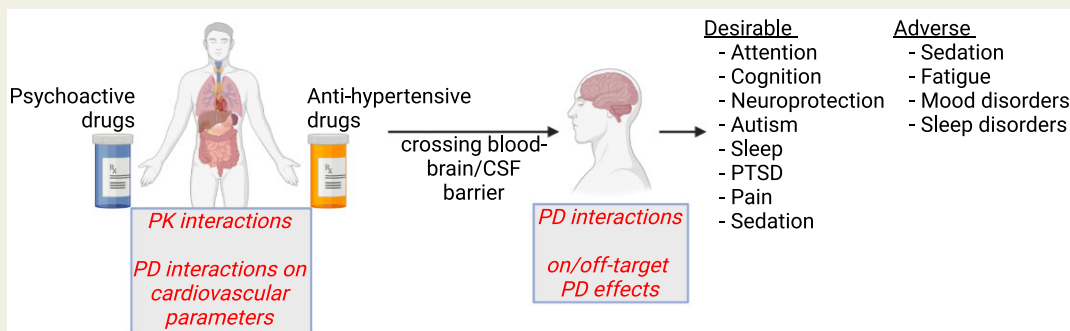 Psychoactive
drugs
Rx
Anti-hypertensive
drugs
Rx
PK interactions
PD interactions on
cardiovascular
parameters
crossing blood-
brain/CSF
barrier
PD interactions
on/off-target
PD effects
Desirable
- Attention
- Cognition
- Neuroprotection
- Autism
- Sleep
- PTSD
- Pain
- Sedation
Adverse
- Sedation
- Fatigue
- Mood disorders
- Sleep disorders